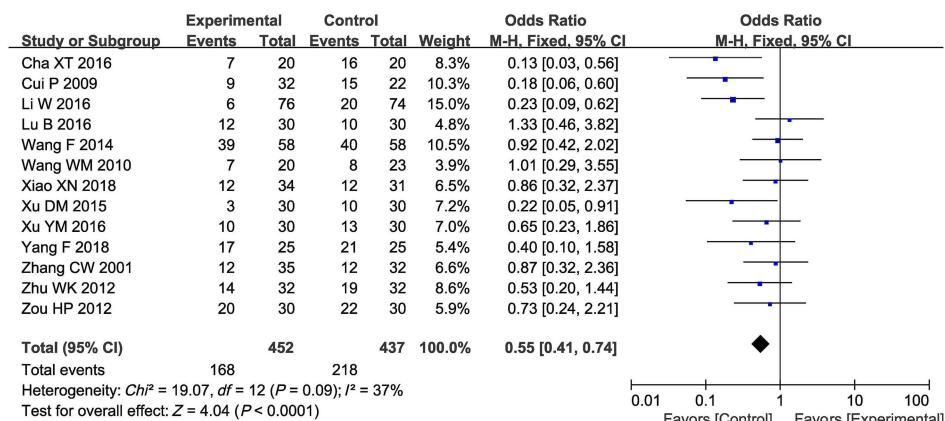 Experimental Control Odds Ratio Odds Ratio
Study or Subgroup Events Total Events Total Weight M-H, Fixed, 95% CI M-H, Fixed, 95% CI
Cha XT 2016 7 20 16 20 8.3% 0.13 [0.03, 0.56]
Cui P 2009 9 32 15 22 10.3% 0.18 [0.06, 0.60]
Li W 2016 6 76 20 74 15.0% 0.23 [0.09, 0.62]
Lu B 2016 12 30 10 30 4.8% 1.33 [0.46, 3.82]
Wang F 2014 39 58 40 58 10.5% 0.92 [0.42, 2.02]
Wang WM 2010 7 20 8 23 3.9% 1.01 [0.29, 3.55]
Xiao XN 2018 12 34 12 31 6.5% 0.86 [0.32, 2.37]
Xu DM 2015 3 30 10 30 7.2% 0.22 [0.05, 0.91]
Xu YM 2016 10 30 13 30 7.0% 0.65 [0.23, 1.86]
Yang F 2018 17 25 21 25 5.4% 0.40 [0.10, 1.58]
Zhang CW 2001 12 35 12 32 6.6% 0.87 [0.32, 2.36]
Zhu WK 2012 14 32 19 32 8.6% 0.53 [0.20, 1.44]
Zou HP 2012 20 30 22 30 5.9% 0.73 [0.24, 2.21]
Total (95% CI) 452 437 100.0% 0.55 [0.41, 0.74]
Total events 168 218
Heterogeneity: Chi² = 19.07, df = 12 (P = 0.09); I² = 37%
Test for overall effect: Z = 4.04 (P < 0.0001)
0.01 0.1 1 10 100
Favors [Control] Favors [Experimental]